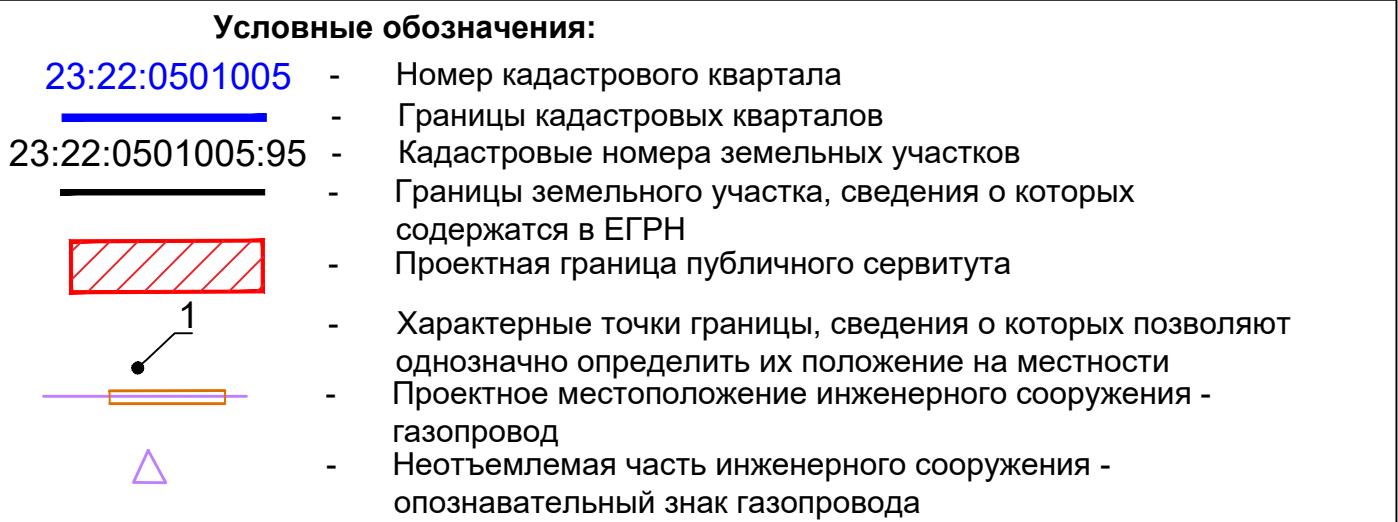 Условные обозначения:
23:22:0501005 - Номер кадастрового квартала
- Границы кадастровых кварталов
23:22:0501005:95 - Кадастровые номера земельных участков
- Границы земельного участка, сведения о которых
содержатся в ЕГРН
- Проектная граница публичного сервитута
1
- Характерные точки границы, сведения о которых позволяют
однозначно определить их положение на местности
- Проектное местоположение инженерного сооружения -
газопровод
- Неотъемлемая часть инженерного сооружения -
опознавательный знак газопровода